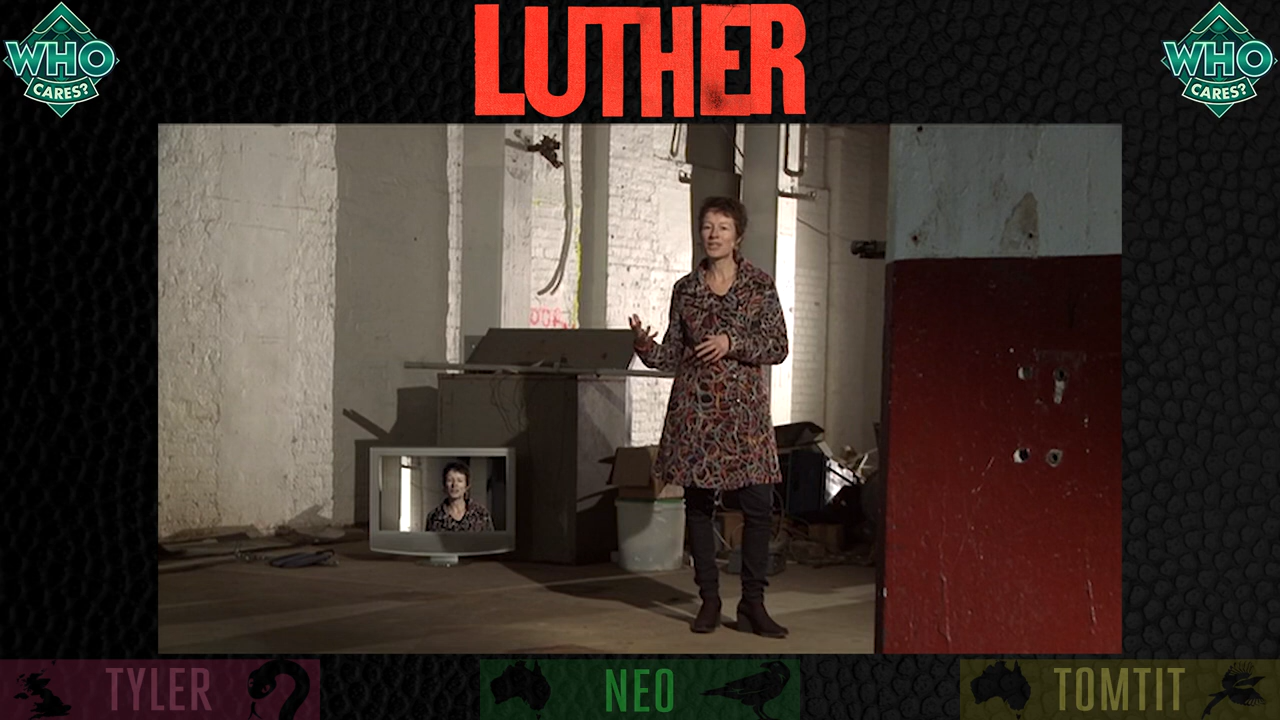 WHO
CARES?
LUTHER
WHO
CARES?
TYLER
NEO
TOMTIT